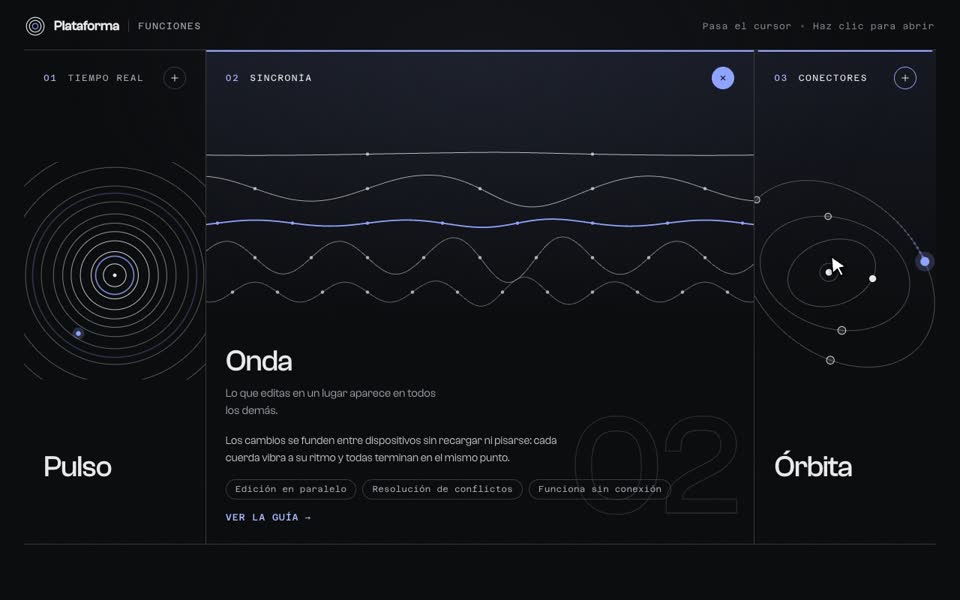 Plataforma | FUNCIONES
Pasa el cursor • Haz clic para abrir
01 TIEMPO REAL +
02 SINCRONÍA ×
03 CONECTORES +
Pulso
Onda
Lo que editas en un lugar aparece en todos
los demás.
Los cambios se funden entre dispositivos sin recargar ni pisarse: cada
cuerda vibra a su ritmo y todas terminan en el mismo punto.
Edición en paralelo
Resolución de conflictos
Funciona sin conexión
VER LA GUÍA →
02
Órbita